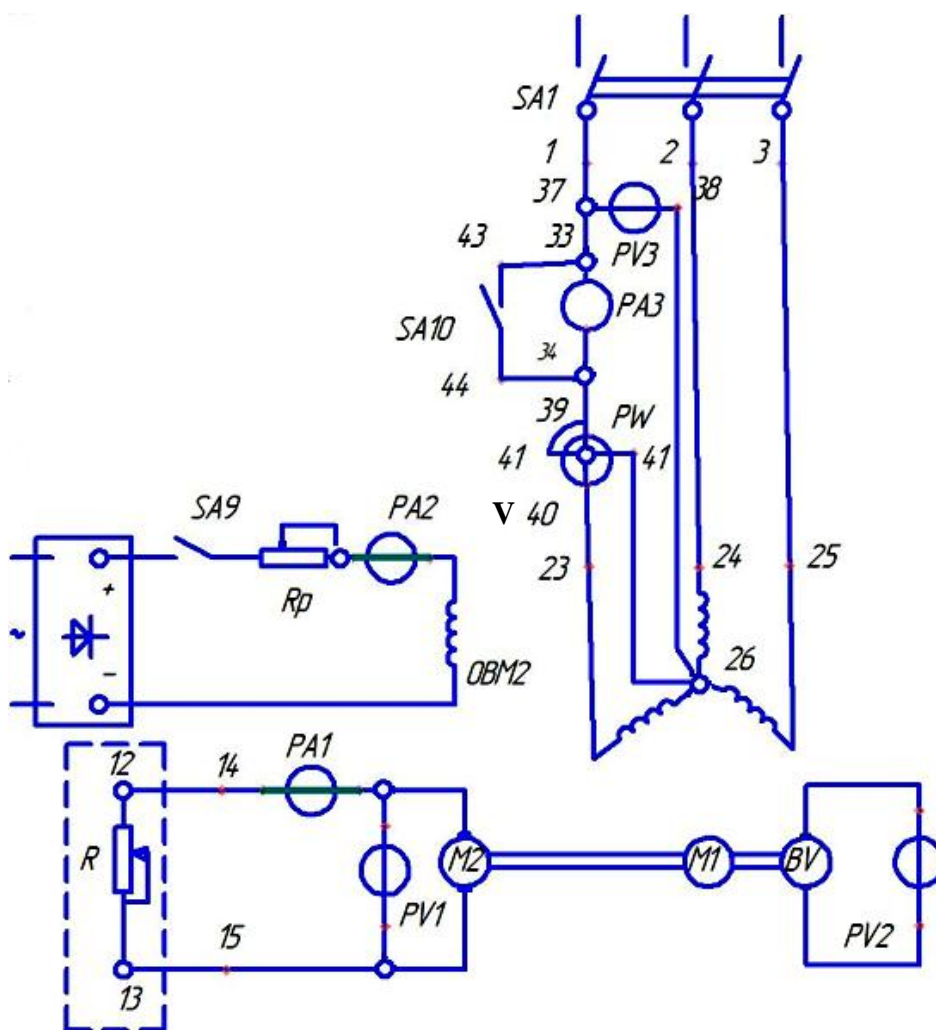 SA1
1 2 3
37 38
43 33 PV3
PA3
SA10
34
44
39 PW
41 41
V 40
SA9 PA2
23 24 25
+
Rp
~
26
-
OBM2
PA1
12 14
R M2 M1 BV
PV1 PV2
15
13